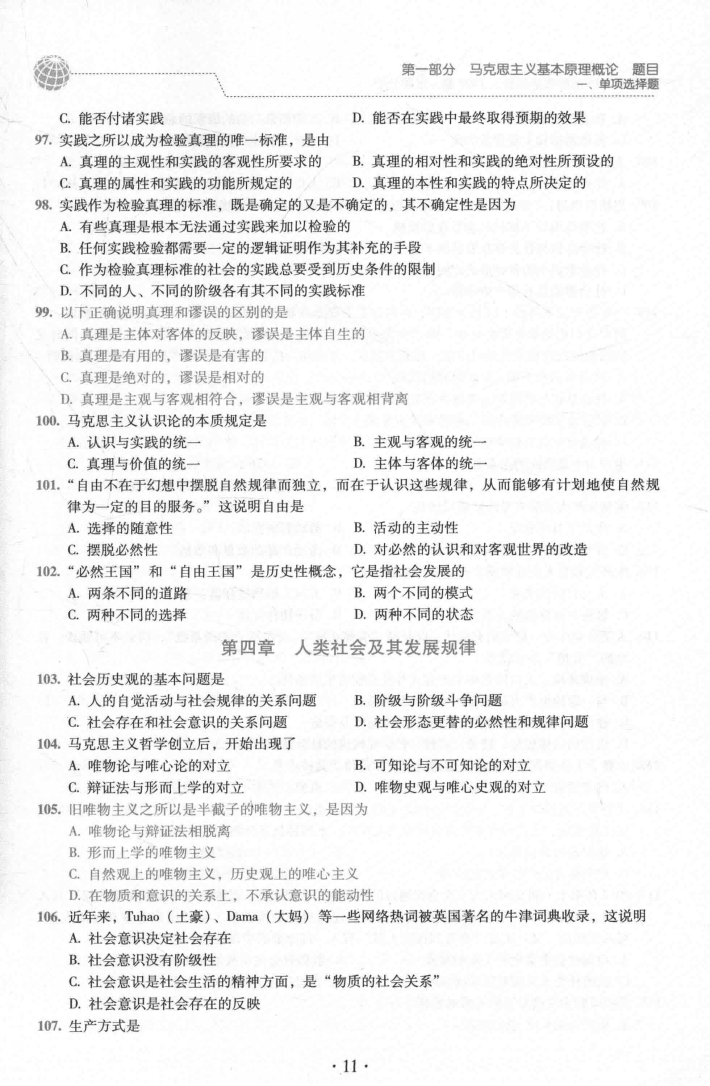 第一部分 马克思主义基本原理概论 题目
一、单项选择题
C. 能否付诸实践 D. 能否在实践中最终取得预期的效果
97. 实践之所以成为检验真理的唯一标准，是由
A. 真理的主观性和实践的客观性所要求的 B. 真理的相对性和实践的绝对性所预设的
C. 真理的属性和实践的功能所规定的 D. 真理的本性和实践的特点所决定的
98. 实践作为检验真理的标准，既是确定的又是不确定的，其不确定性是因为
A. 有些真理是根本无法通过实践来加以检验的
B. 任何实践检验都需要一定的逻辑证明作为其补充的手段
C. 作为检验真理标准的社会的实践总要受到历史条件的限制
D. 不同的人、不同的阶级各有其不同的实践标准
99. 以下正确说明真理和谬误的区别的是
A. 真理是主体对客体的反映，谬误是主体自生的
B. 真理是有用的，谬误是有害的
C. 真理是绝对的，谬误是相对的
D. 真理是主观与客观相符合，谬误是主观与客观相背离
100. 马克思主义认识论的本质规定是
A. 认识与实践的统一 B. 主观与客观的统一
C. 真理与价值的统一 D. 主体与客体的统一
101. “自由不在于幻想中摆脱自然规律而独立，而在于认识这些规律，从而能够有计划地使自然规
律为一定的目的服务。”这说明自由是
A. 选择的随意性 B. 活动的主动性
C. 摆脱必然性 D. 对必然的认识和对客观世界的改造
102. “必然王国”和“自由王国”是历史性概念，它是指社会发展的
A. 两条不同的道路 B. 两个不同的模式
C. 两种不同的选择 D. 两种不同的状态
第四章 人类社会及其发展规律
103. 社会历史观的基本问题是
A. 人的自觉活动与社会规律的关系问题 B. 阶级与阶级斗争问题
C. 社会存在和社会意识的关系问题 D. 社会形态更替的必然性和规律问题
104. 马克思主义哲学创立后，开始出现了
A. 唯物论与唯心论的对立 B. 可知论与不可知论的对立
C. 辩证法与形而上学的对立 D. 唯物史观与唯心史观的对立
105. 旧唯物主义之所以是半截子的唯物主义，是因为
A. 唯物论与辩证法相脱离
B. 形而上学的唯物主义
C. 自然观上的唯物主义，历史观上的唯心主义
D. 在物质和意识的关系上，不承认意识的能动性
106. 近年来，Tuhao（土豪）、Dama（大妈）等一些网络热词被英国著名的牛津词典收录，这说明
A. 社会意识决定社会存在
B. 社会意识没有阶级性
C. 社会意识是社会生活的精神方面，是“物质的社会关系”
D. 社会意识是社会存在的反映
107. 生产方式是
· 11 ·